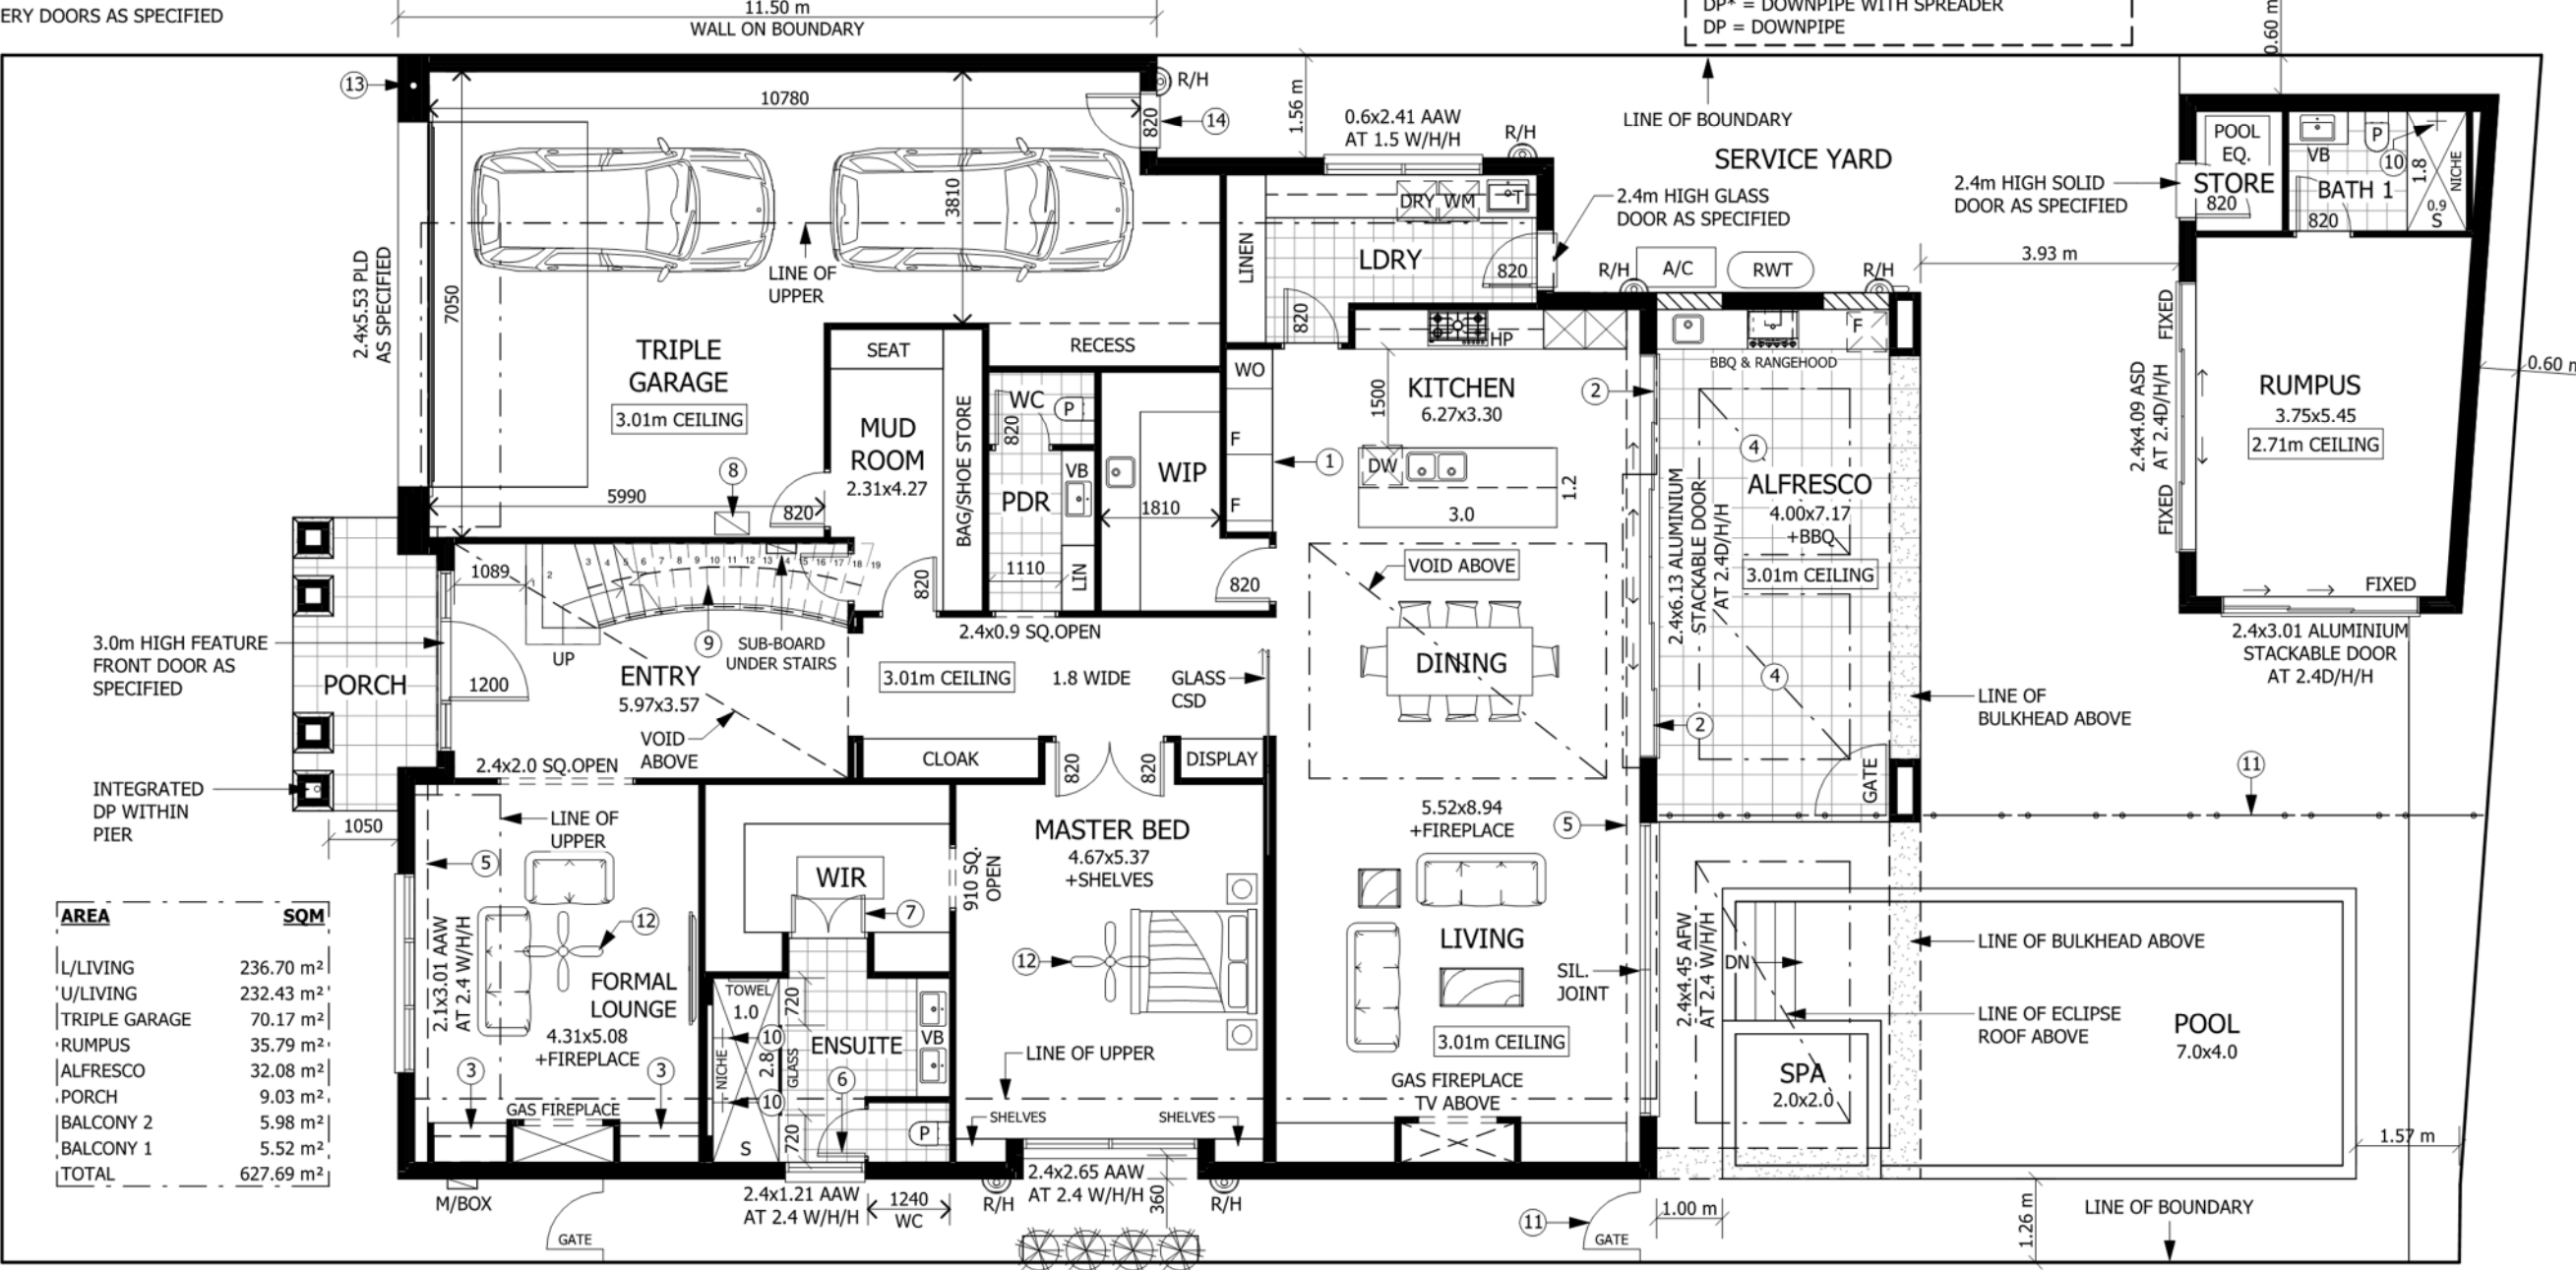 ERY DOORS AS SPECIFIED
11.50 m
WALL ON BOUNDARY
DP* = DOWNPIPE WITH SPREADER
DP = DOWNPIPE
0.60 m
13
R/H
10780
820
14
1.56 m
0.6x2.41 AAW
AT 1.5 W/H/H
R/H
LINE OF BOUNDARY
SERVICE YARD
2.4m HIGH GLASS
DOOR AS SPECIFIED
2.4m HIGH SOLID
DOOR AS SPECIFIED
POOL
EQ.
STORE
820
VB
P
10
1.8
NICHE
BATH 1
820
0.9
S
3810
7050
2.4x5.53 PLD
AS SPECIFIED
LINE OF
UPPER
LINEN
DRY
WM
T
LDRY
820
820
R/H
A/C
RWT
R/H
3.93 m
TRIPLE
GARAGE
3.01m CEILING
8
5990
820
SEAT
MUD
ROOM
2.31x4.27
BAG/SHOE STORE
820
RECESS
WC
P
820
PDR
VB
1110
LIN
WIP
1810
820
WO
F
F
1
HP
1500
KITCHEN
6.27x3.30
DW
3.0
1.2
2
F
BBQ & RANGEHOOD
4
ALFRESCO
4.00x7.17
+BBQ
3.01m CEILING
4
2.4x6.13 ALUMINIUM
STACKABLE DOOR
AT 2.4D/H/H
2
GATE
2.4x4.09 ASD
AT 2.4D/H/H
FIXED
FIXED
RUMPUS
3.75x5.45
2.71m CEILING
0.60 m
FIXED
2.4x3.01 ALUMINIUM
STACKABLE DOOR
AT 2.4D/H/H
LINE OF
BULKHEAD ABOVE
11
1089
1
2
3
4
5
6
7
8
9
10
11
12
13
14
15
16
17
18
19
UP
9
SUB-BOARD
UNDER STAIRS
3.0m HIGH FEATURE
FRONT DOOR AS
SPECIFIED
PORCH
1200
ENTRY
5.97x3.57
VOID
ABOVE
2.4x0.9 SQ.OPEN
3.01m CEILING
1.8 WIDE
GLASS
CSD
VOID ABOVE
DINING
INTEGRATED
DP WITHIN
PIER
1050
2.4x2.0 SQ.OPEN
CLOAK
820
820
DISPLAY
LINE OF
UPPER
5
WIR
7
910 SQ.
OPEN
MASTER BED
4.67x5.37
+SHELVES
12
5.52x8.94
+FIREPLACE
5
AREA SQM
L/LIVING 236.70 m²
U/LIVING 232.43 m²
TRIPLE GARAGE 70.17 m²
RUMPUS 35.79 m²
ALFRESCO 32.08 m²
PORCH 9.03 m²
BALCONY 2 5.98 m²
BALCONY 1 5.52 m²
TOTAL 627.69 m²
2.1x3.01 AAW
AT 2.4 W/H/H
12
FORMAL
LOUNGE
4.31x5.08
+FIREPLACE
3
3
GAS FIREPLACE
TOWEL
1.0
720
10
NICHE
2.8
GLASS
10
720
S
ENSUITE
VB
6
P
LINE OF UPPER
SHELVES
SHELVES
LIVING
3.01m CEILING
GAS FIREPLACE
TV ABOVE
SIL.
JOINT
2.4x4.45 AFW
AT 2.4 W/H/H
DN
LINE OF BULKHEAD ABOVE
LINE OF ECLIPSE
ROOF ABOVE
POOL
7.0x4.0
SPA
2.0x2.0
1.57 m
M/BOX
GATE
2.4x1.21 AAW
AT 2.4 W/H/H
1240
WC
R/H
2.4x2.65 AAW
AT 2.4 W/H/H
360
R/H
11
GATE
1.00 m
1.26 m
LINE OF BOUNDARY